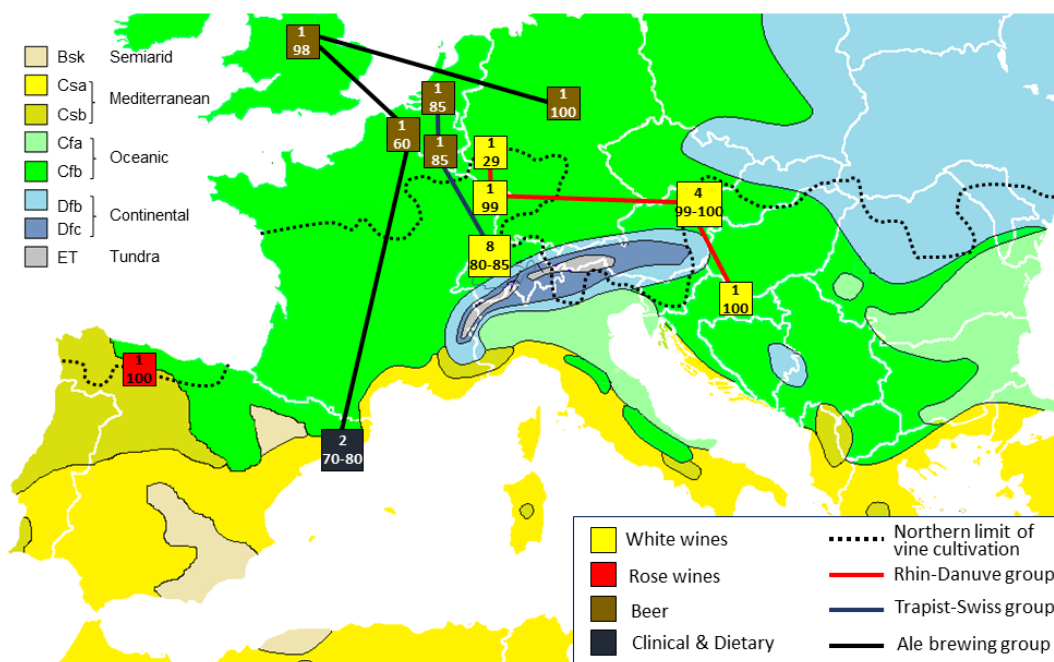 Bsk Semiarid
Csa
Mediterranean
Csb
Cfa
Oceanic
Cfb
Dfb
Continental
Dfc
ET Tundra
1
98
1
85
1
100
1
60
1
85
1
29
1
99
4
99-100
8
80-85
1
100
1
100
2
70-80
White wines
Rose wines
Beer
Clinical & Dietary
Northern limit of
vine cultivation
Rhin-Danuve group
Trapist-Swiss group
Ale brewing group